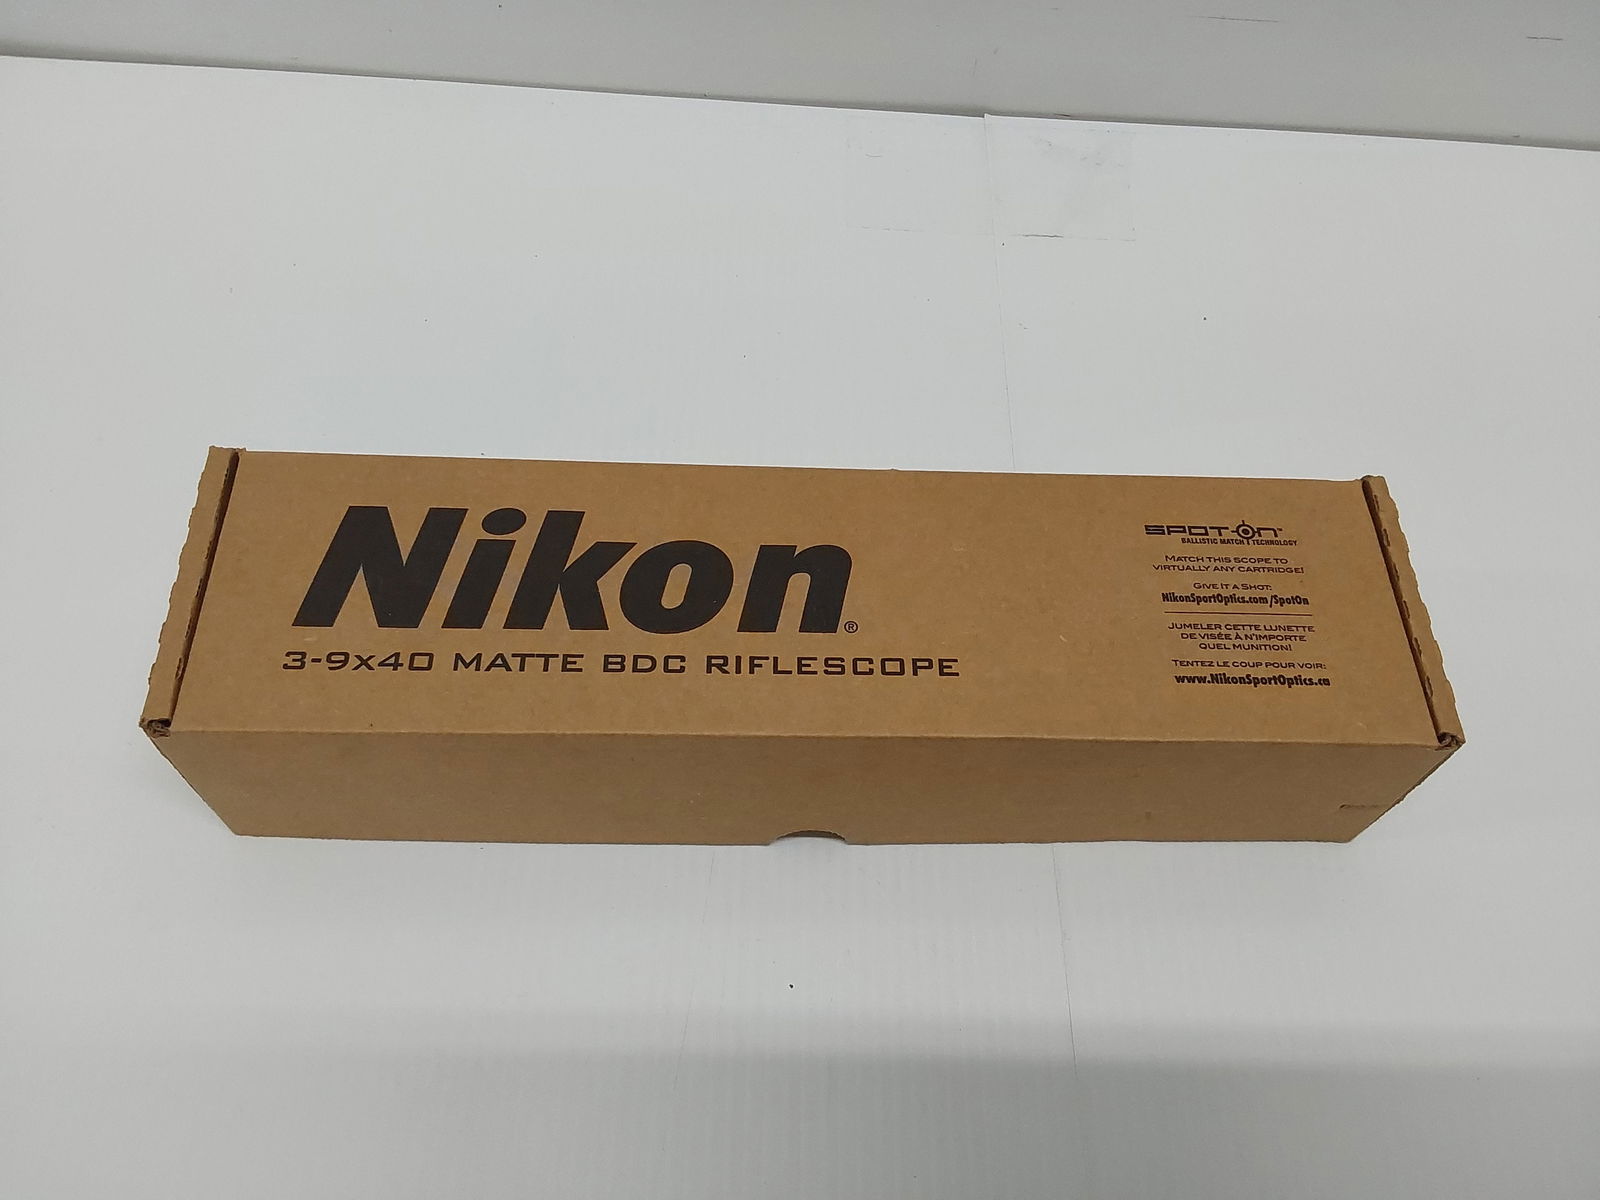 Nikon®
3-9x40 MATTE BDC RIFLESCOPE
SPOT-ON™
BALLISTIC MATCH TECHNOLOGY
MATCH THIS SCOPE TO
VIRTUALLY ANY CARTRIDGE!
GIVE IT A SHOT:
NikonSportOptics.com/SpotOn
JUMELER CETTE LUNETTE
DE VISÉE À N'IMPORTE
QUEL MUNITION!
TENTEZ LE COUP POUR VOIR:
www.NikonSportOptics.ca